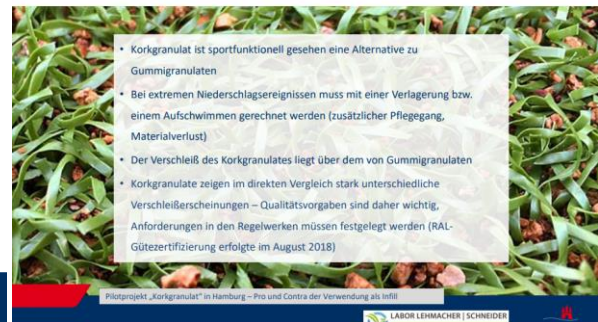 • Korkgranulat ist sportfunktionell gesehen eine Alternative zu
Gummigranulaten
• Bei extremen Niederschlagsereignissen muss mit einer Verlagerung bzw.
einem Aufschwimmen gerechnet werden (zusätzlicher Pflegegang,
Materialverlust)
• Der Verschleiß des Korkgranulates liegt über dem von Gummigranulaten
• Korkgranulate zeigen im direkten Vergleich stark unterschiedliche
Verschleißerscheinungen – Qualitätsvorgaben sind daher wichtig,
Anforderungen in den Regelwerken müssen festgelegt werden (RAL-
Gütezertifizierung erfolgte im August 2018)
Pilotprojekt „Korkgranulat" in Hamburg – Pro und Contra der Verwendung als Infill
LABOR LEHMACHER | SCHNEIDER